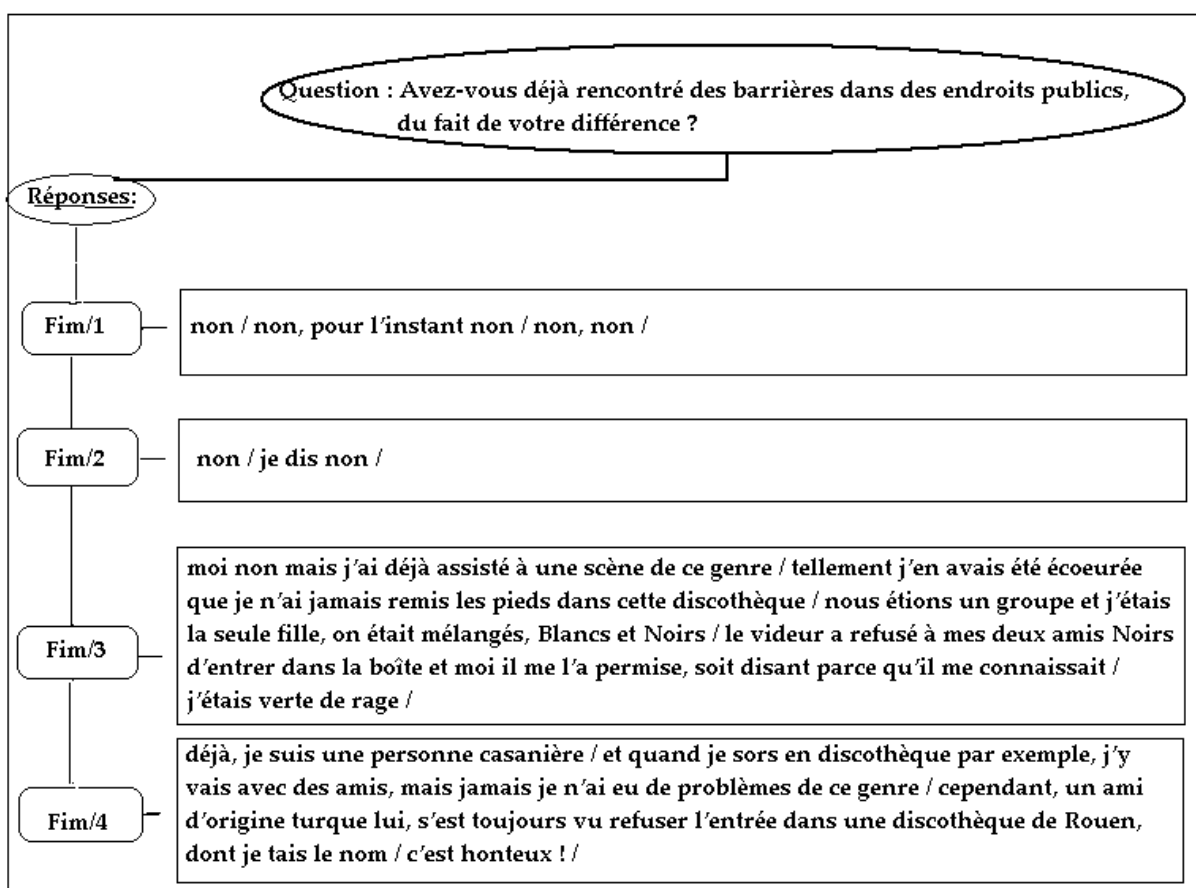 Question : Avez-vous déjà rencontré des barrières dans des endroits publics,
du fait de votre différence ?
Réponses:
Fim/1
non / non, pour l'instant non / non, non /
Fim/2
non / je dis non /
Fim/3
moi non mais j'ai déjà assisté à une scène de ce genre / tellement j'en avais été écoeurée
que je n'ai jamais remis les pieds dans cette discothèque / nous étions un groupe et j'étais
la seule fille, on était mélangés, Blancs et Noirs / le videur a refusé à mes deux amis Noirs
d'entrer dans la boîte et moi il me l'a permise, soit disant parce qu'il me connaissait /
j'étais verte de rage /
Fim/4
déjà, je suis une personne casanière / et quand je sors en discothèque par exemple, j'y
vais avec des amis, mais jamais je n'ai eu de problèmes de ce genre / cependant, un ami
d'origine turque lui, s'est toujours vu refuser l'entrée dans une discothèque de Rouen,
dont je tais le nom / c'est honteux ! /